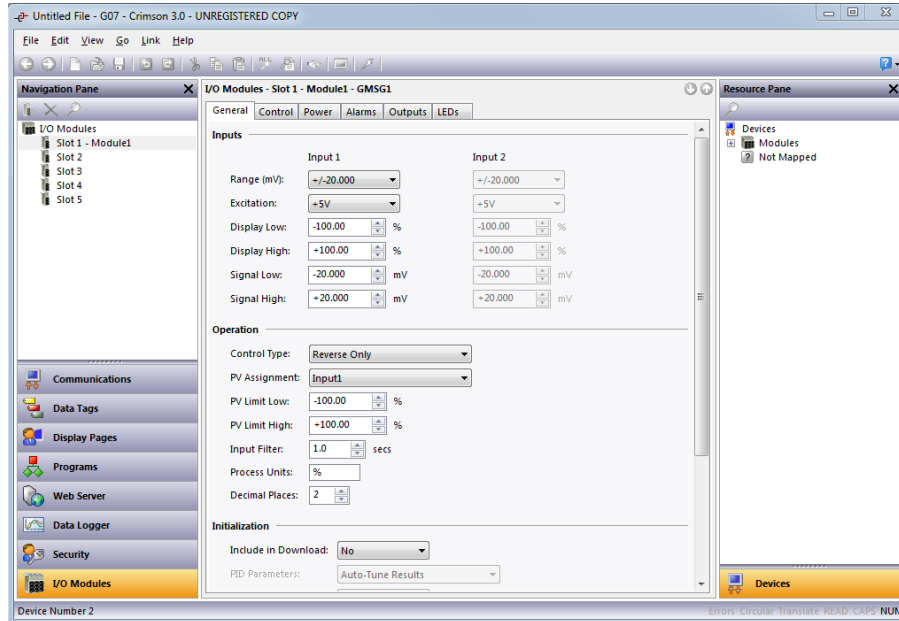 Untitled File - G07 - Crimson 3.0 - UNREGISTERED COPY
File Edit View Go Link Help
Navigation Pane
I/O Modules
Slot 1 - Module1
Slot 2
Slot 3
Slot 4
Slot 5
Communications
Data Tags
Display Pages
Programs
Web Server
Data Logger
Security
I/O Modules
I/O Modules - Slot 1 - Module1 - GMSG1
General Control Power Alarms Outputs LEDs
Inputs
Input 1 Input 2
Range (mV): +/-20.000 +/-20.000
Excitation: +5V +5V
Display Low: -100.00 % -100.00 %
Display High: +100.00 % +100.00 %
Signal Low: -20.000 mV -20.000 mV
Signal High: +20.000 mV +20.000 mV
Operation
Control Type: Reverse Only
PV Assignment: Input1
PV Limit Low: -100.00 %
PV Limit High: +100.00 %
Input Filter: 1.0 secs
Process Units: %
Decimal Places: 2
Initialization
Include in Download: No
PID Parameters: Auto-Tune Results
Resource Pane
Devices
Modules
? Not Mapped
Devices
Device Number 2
Errors Circular Translate READ CAPS NUM